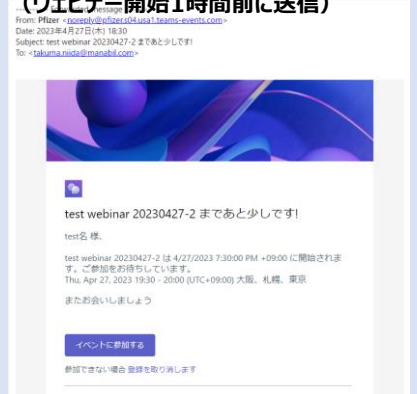 （ウェビナー開始1時間前に送信）
From: Pfizer <noreply@pfizer.s04.usa1.teams-events.com>
Date: 2023年4月27日(木) 18:30
Subject: test webinar 20230427-2 まであと少しです!
To: <takuma.niida@manabil.com>
test webinar 20230427-2 まであと少しです!
test名 様、
test webinar 20230427-2 は 4/27/2023 7:30:00 PM +09:00 に開始されま
す。ご参加をお待ちしています。
Thu, Apr 27, 2023 19:30 - 20:00 (UTC+09:00) 大阪、札幌、東京
またお会いしましょう
イベントに参加する
参加できない場合 登録を取り消します